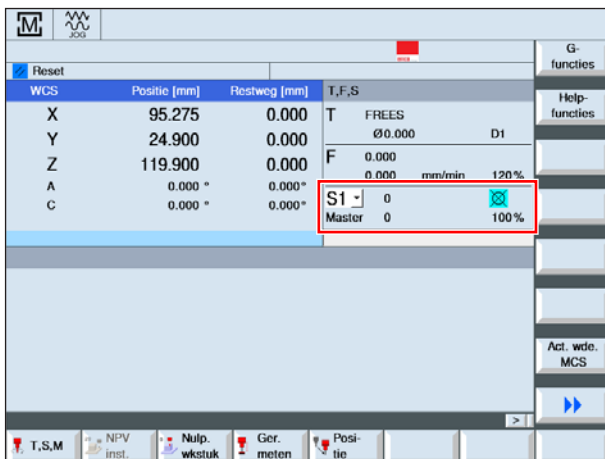 M
JOG
G-
functies
Reset
WCS Positie [mm] Restweg [mm] T,F,S
Help-
functies
X 95.275 0.000 T FREES
Ø0.000 D1
Y 24.900 0.000
F 0.000
Z 119.900 0.000
0.000 mm/min 120%
A 0.000 ° 0.000°
S1 0
C 0.000 ° 0.000°
Master 0 100%
Act. wde.
MCS
>
T,S,M
NPV
inst.
Nulp.
wkstuk
Ger.
meten
Posi-
tie